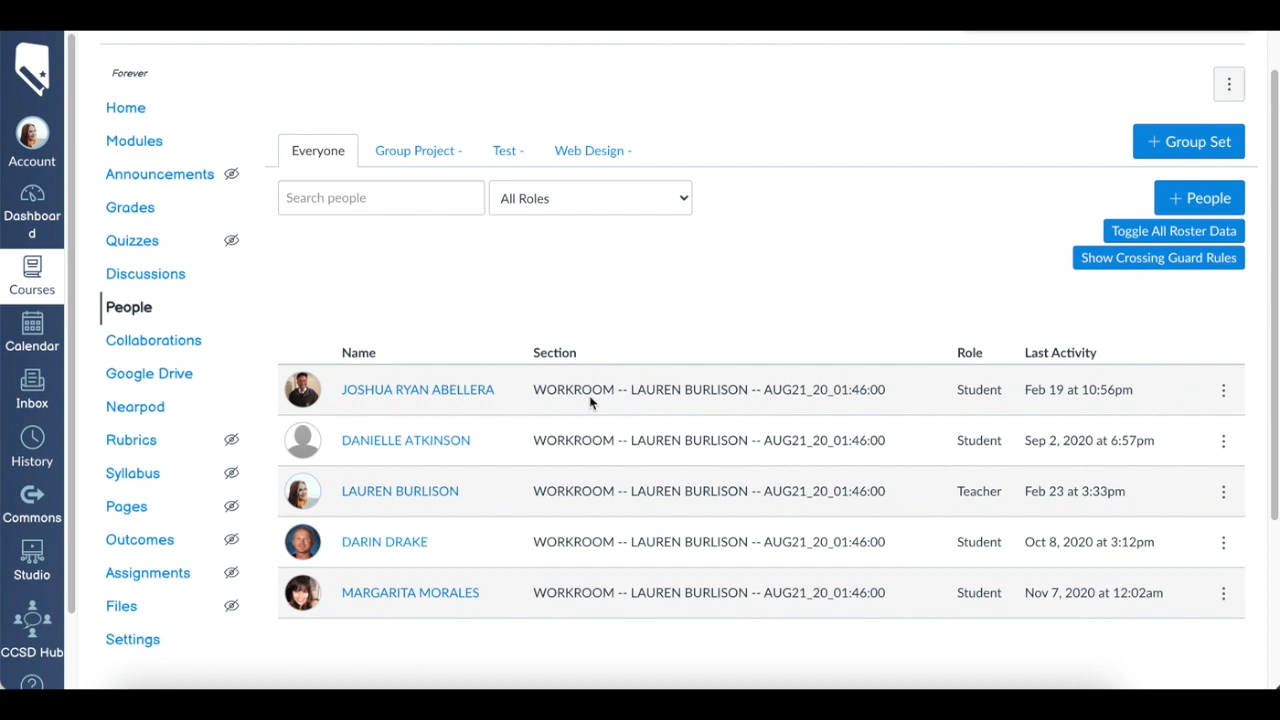 Forever
Account
Dashboar
d
Courses
Calendar
Inbox
History
Commons
Studio
CCSD Hub
Home
Modules
Announcements
Grades
Quizzes
Discussions
People
Collaborations
Google Drive
Nearpod
Rubrics
Syllabus
Pages
Outcomes
Assignments
Files
Settings
Everyone Group Project - Test - Web Design -
+ Group Set
Search people All Roles
+ People
Toggle All Roster Data
Show Crossing Guard Rules
Name Section Role Last Activity
JOSHUA RYAN ABELLERA WORKROOM -- LAUREN BURLISON -- AUG21_20_01:46:00 Student Feb 19 at 10:56pm
DANIELLE ATKINSON WORKROOM -- LAUREN BURLISON -- AUG21_20_01:46:00 Student Sep 2, 2020 at 6:57pm
LAUREN BURLISON WORKROOM -- LAUREN BURLISON -- AUG21_20_01:46:00 Teacher Feb 23 at 3:33pm
DARIN DRAKE WORKROOM -- LAUREN BURLISON -- AUG21_20_01:46:00 Student Oct 8, 2020 at 3:12pm
MARGARITA MORALES WORKROOM -- LAUREN BURLISON -- AUG21_20_01:46:00 Student Nov 7, 2020 at 12:02am